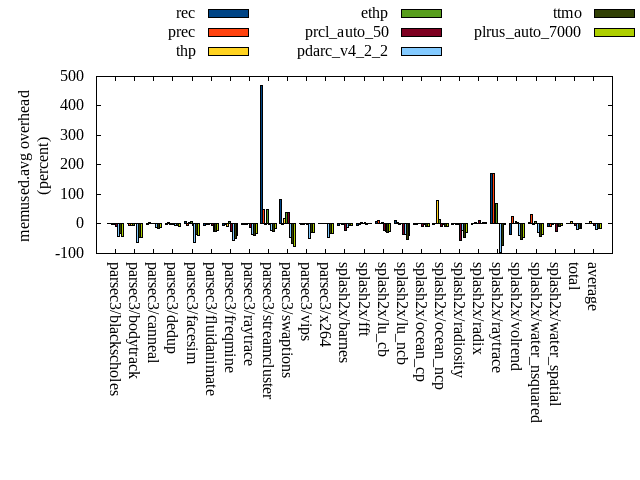 rec
prec
thp
ethp
prcl_auto_50
pdarc_v4_2_2
ttmo
plrus_auto_7000
memused.avg overhead
(percent)
500
400
300
200
100
0
-100
parsec3/blackscholes
parsec3/bodytrack
parsec3/canneal
parsec3/dedup
parsec3/facesim
parsec3/fluidanimate
parsec3/freqmine
parsec3/raytrace
parsec3/streamcluster
parsec3/swaptions
parsec3/vips
parsec3/x264
splash2x/barnes
splash2x/fft
splash2x/lu_cb
splash2x/lu_ncb
splash2x/ocean_cp
splash2x/ocean_ncp
splash2x/radiosity
splash2x/radix
splash2x/raytrace
splash2x/volrend
splash2x/water_nsquared
splash2x/water_spatial
total
average